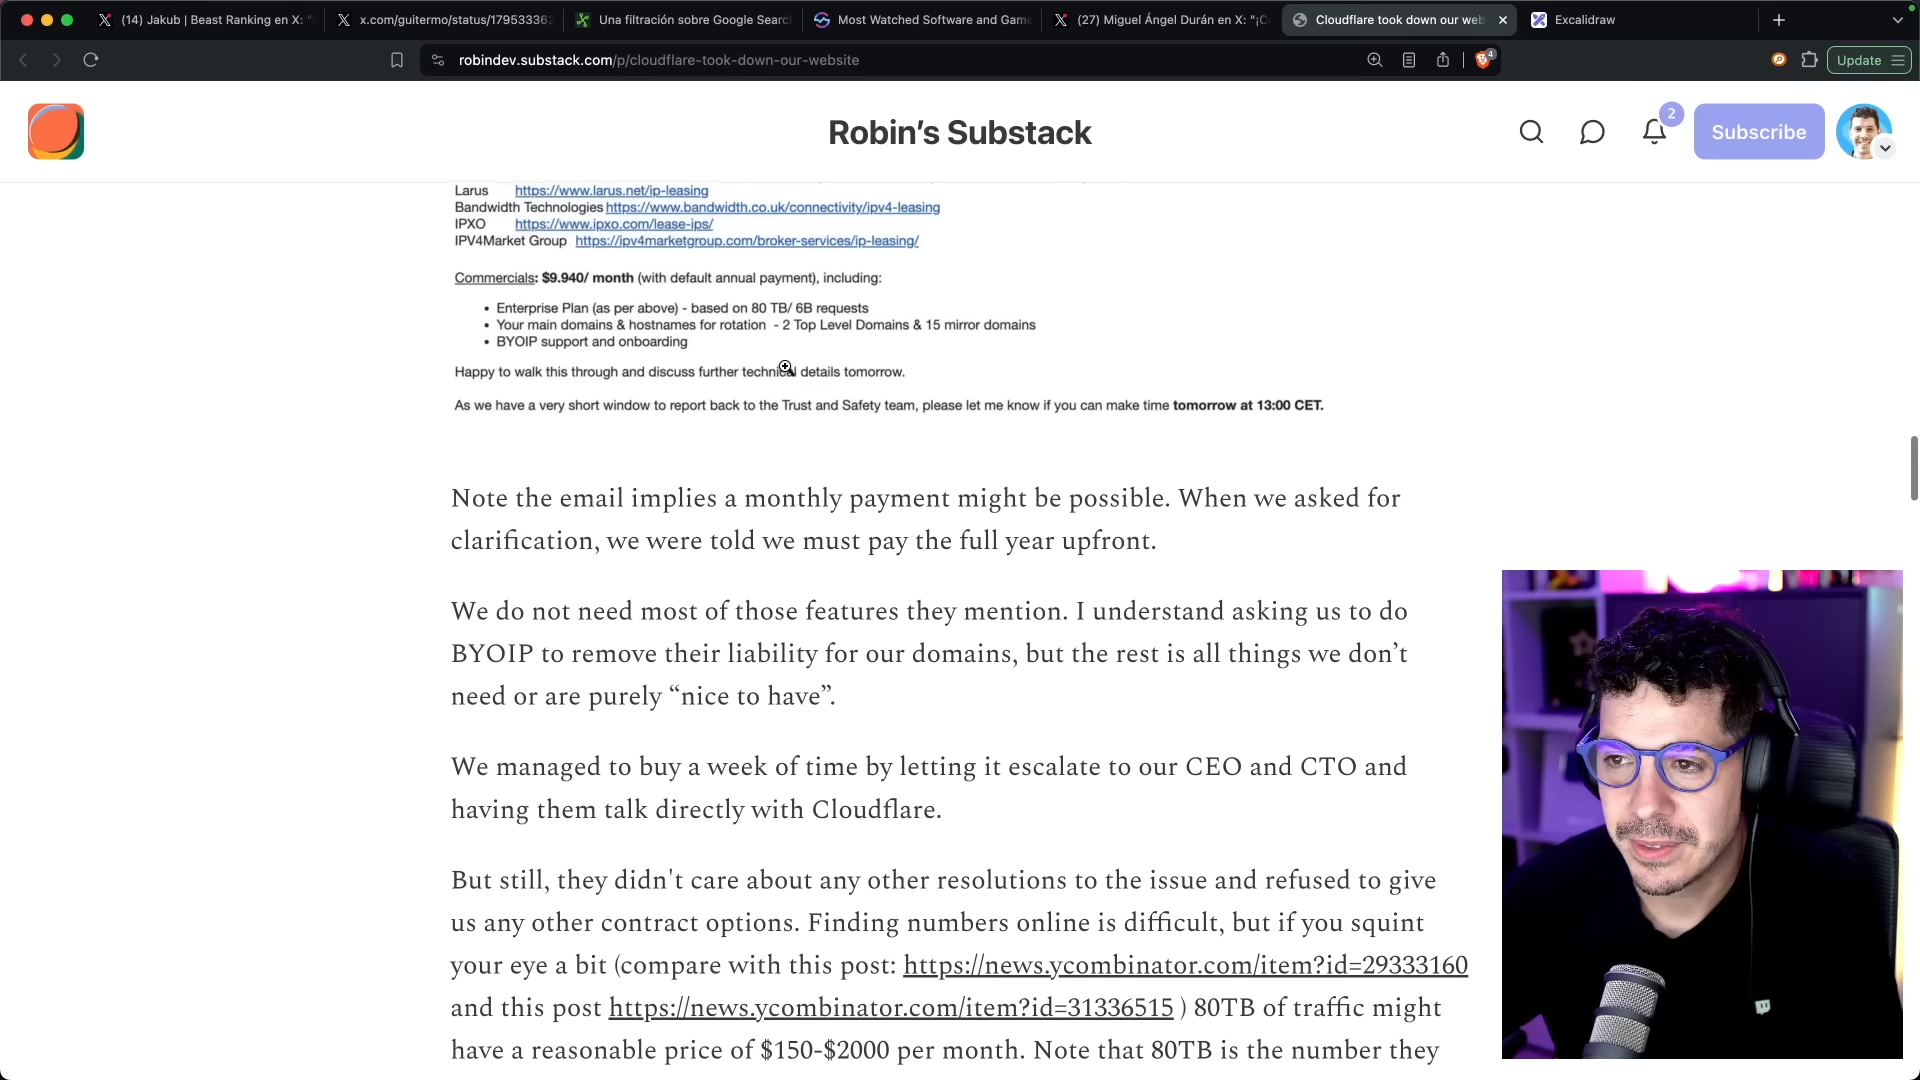 (14) Jakub | Beast Ranking en X: "
x.com/guitermo/status/179533362
Una filtración sobre Google Searc
Most Watched Software and Game
(27) Miguel Ángel Durán en X: "¡C
Cloudflare took down our web
Excalidraw
robindev.substack.com/p/cloudflare-took-down-our-website
4
Update
Robin's Substack
2
Subscribe
Larus https://www.larus.net/ip-leasing
Bandwidth Technologies https://www.bandwidth.co.uk/connectivity/ipv4-leasing
IPXO https://www.ipxo.com/lease-ips/
IPV4Market Group https://ipv4marketgroup.com/broker-services/ip-leasing/
Commercials: $9.940/ month (with default annual payment), including:
• Enterprise Plan (as per above) - based on 80 TB/ 6B requests
• Your main domains & hostnames for rotation - 2 Top Level Domains & 15 mirror domains
• BYOIP support and onboarding
Happy to walk this through and discuss further technical details tomorrow.
As we have a very short window to report back to the Trust and Safety team, please let me know if you can make time tomorrow at 13:00 CET.
Note the email implies a monthly payment might be possible. When we asked for
clarification, we were told we must pay the full year upfront.
We do not need most of those features they mention. I understand asking us to do
BYOIP to remove their liability for our domains, but the rest is all things we don't
need or are purely “nice to have”.
We managed to buy a week of time by letting it escalate to our CEO and CTO and
having them talk directly with Cloudflare.
But still, they didn't care about any other resolutions to the issue and refused to give
us any other contract options. Finding numbers online is difficult, but if you squint
your eye a bit (compare with this post: https://news.ycombinator.com/item?id=29333160
and this post https://news.ycombinator.com/item?id=31336515 ) 80TB of traffic might
have a reasonable price of $150-$2000 per month. Note that 80TB is the number they